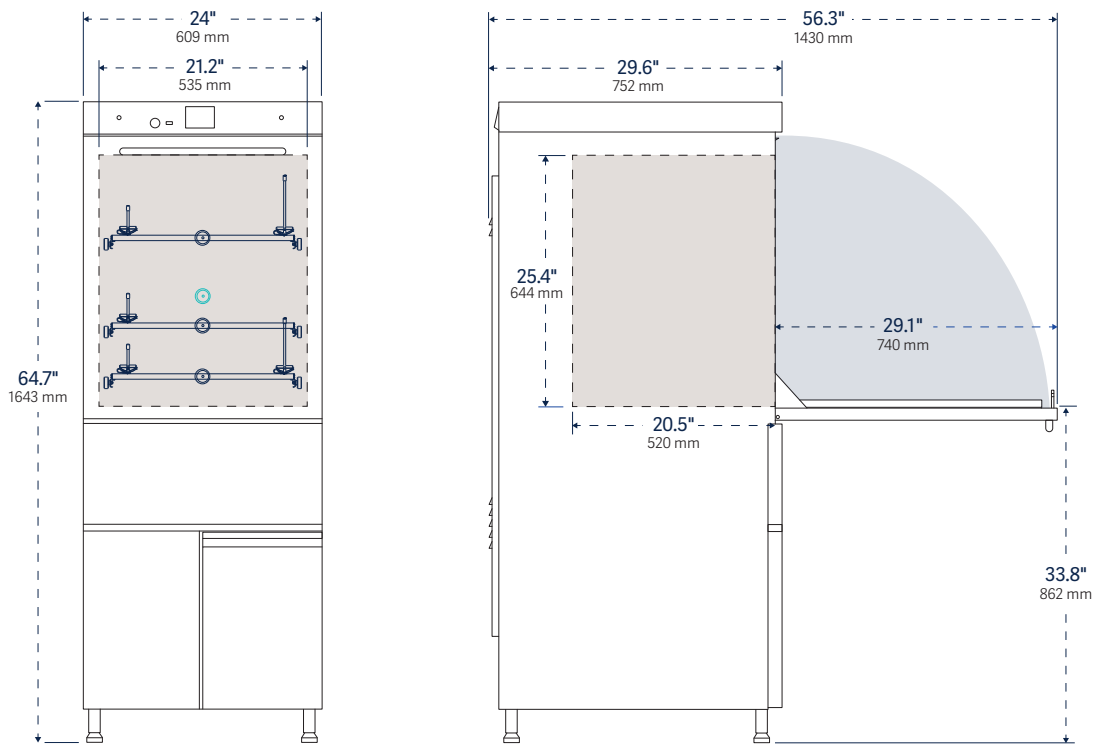 24"
609 mm
21.2"
535 mm
64.7"
1643 mm
56.3"
1430 mm
29.6"
752 mm
25.4"
644 mm
29.1"
740 mm
20.5"
520 mm
33.8"
862 mm